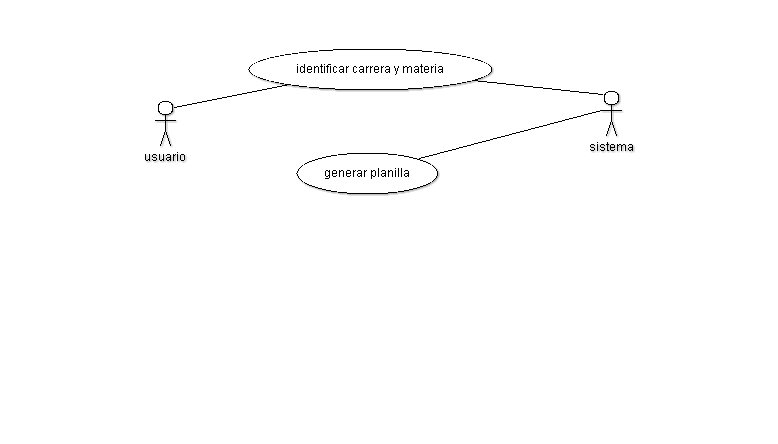 identificar carrera y materia
usuario
sistema
generar planilla